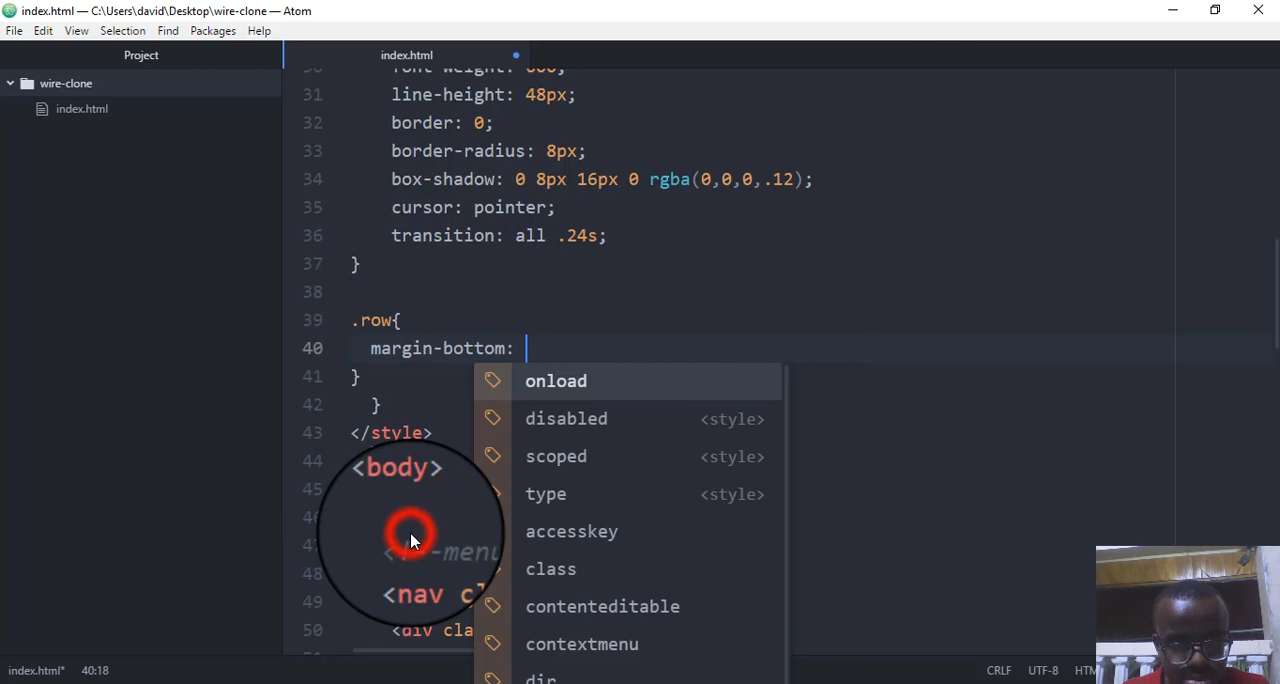 index.html — C:\Users\david\Desktop\wire-clone — Atom
File Edit View Selection Find Packages Help
Project
index.html
wire-clone
index.html
31 line-height: 48px;
32 border: 0;
33 border-radius: 8px;
34 box-shadow: 0 8px 16px 0 rgba(0,0,0,.12);
35 cursor: pointer;
36 transition: all .24s;
37 }
38
39 .row{
40 margin-bottom:
41 }
42 }
43 </style>
44 <body>
45
47 <!--menu
48
49 <nav
50 <div cla
onload
disabled <style>
scoped <style>
type <style>
accesskey
class
contenteditable
contextmenu
dir
index.html* 40:18
CRLF UTF-8